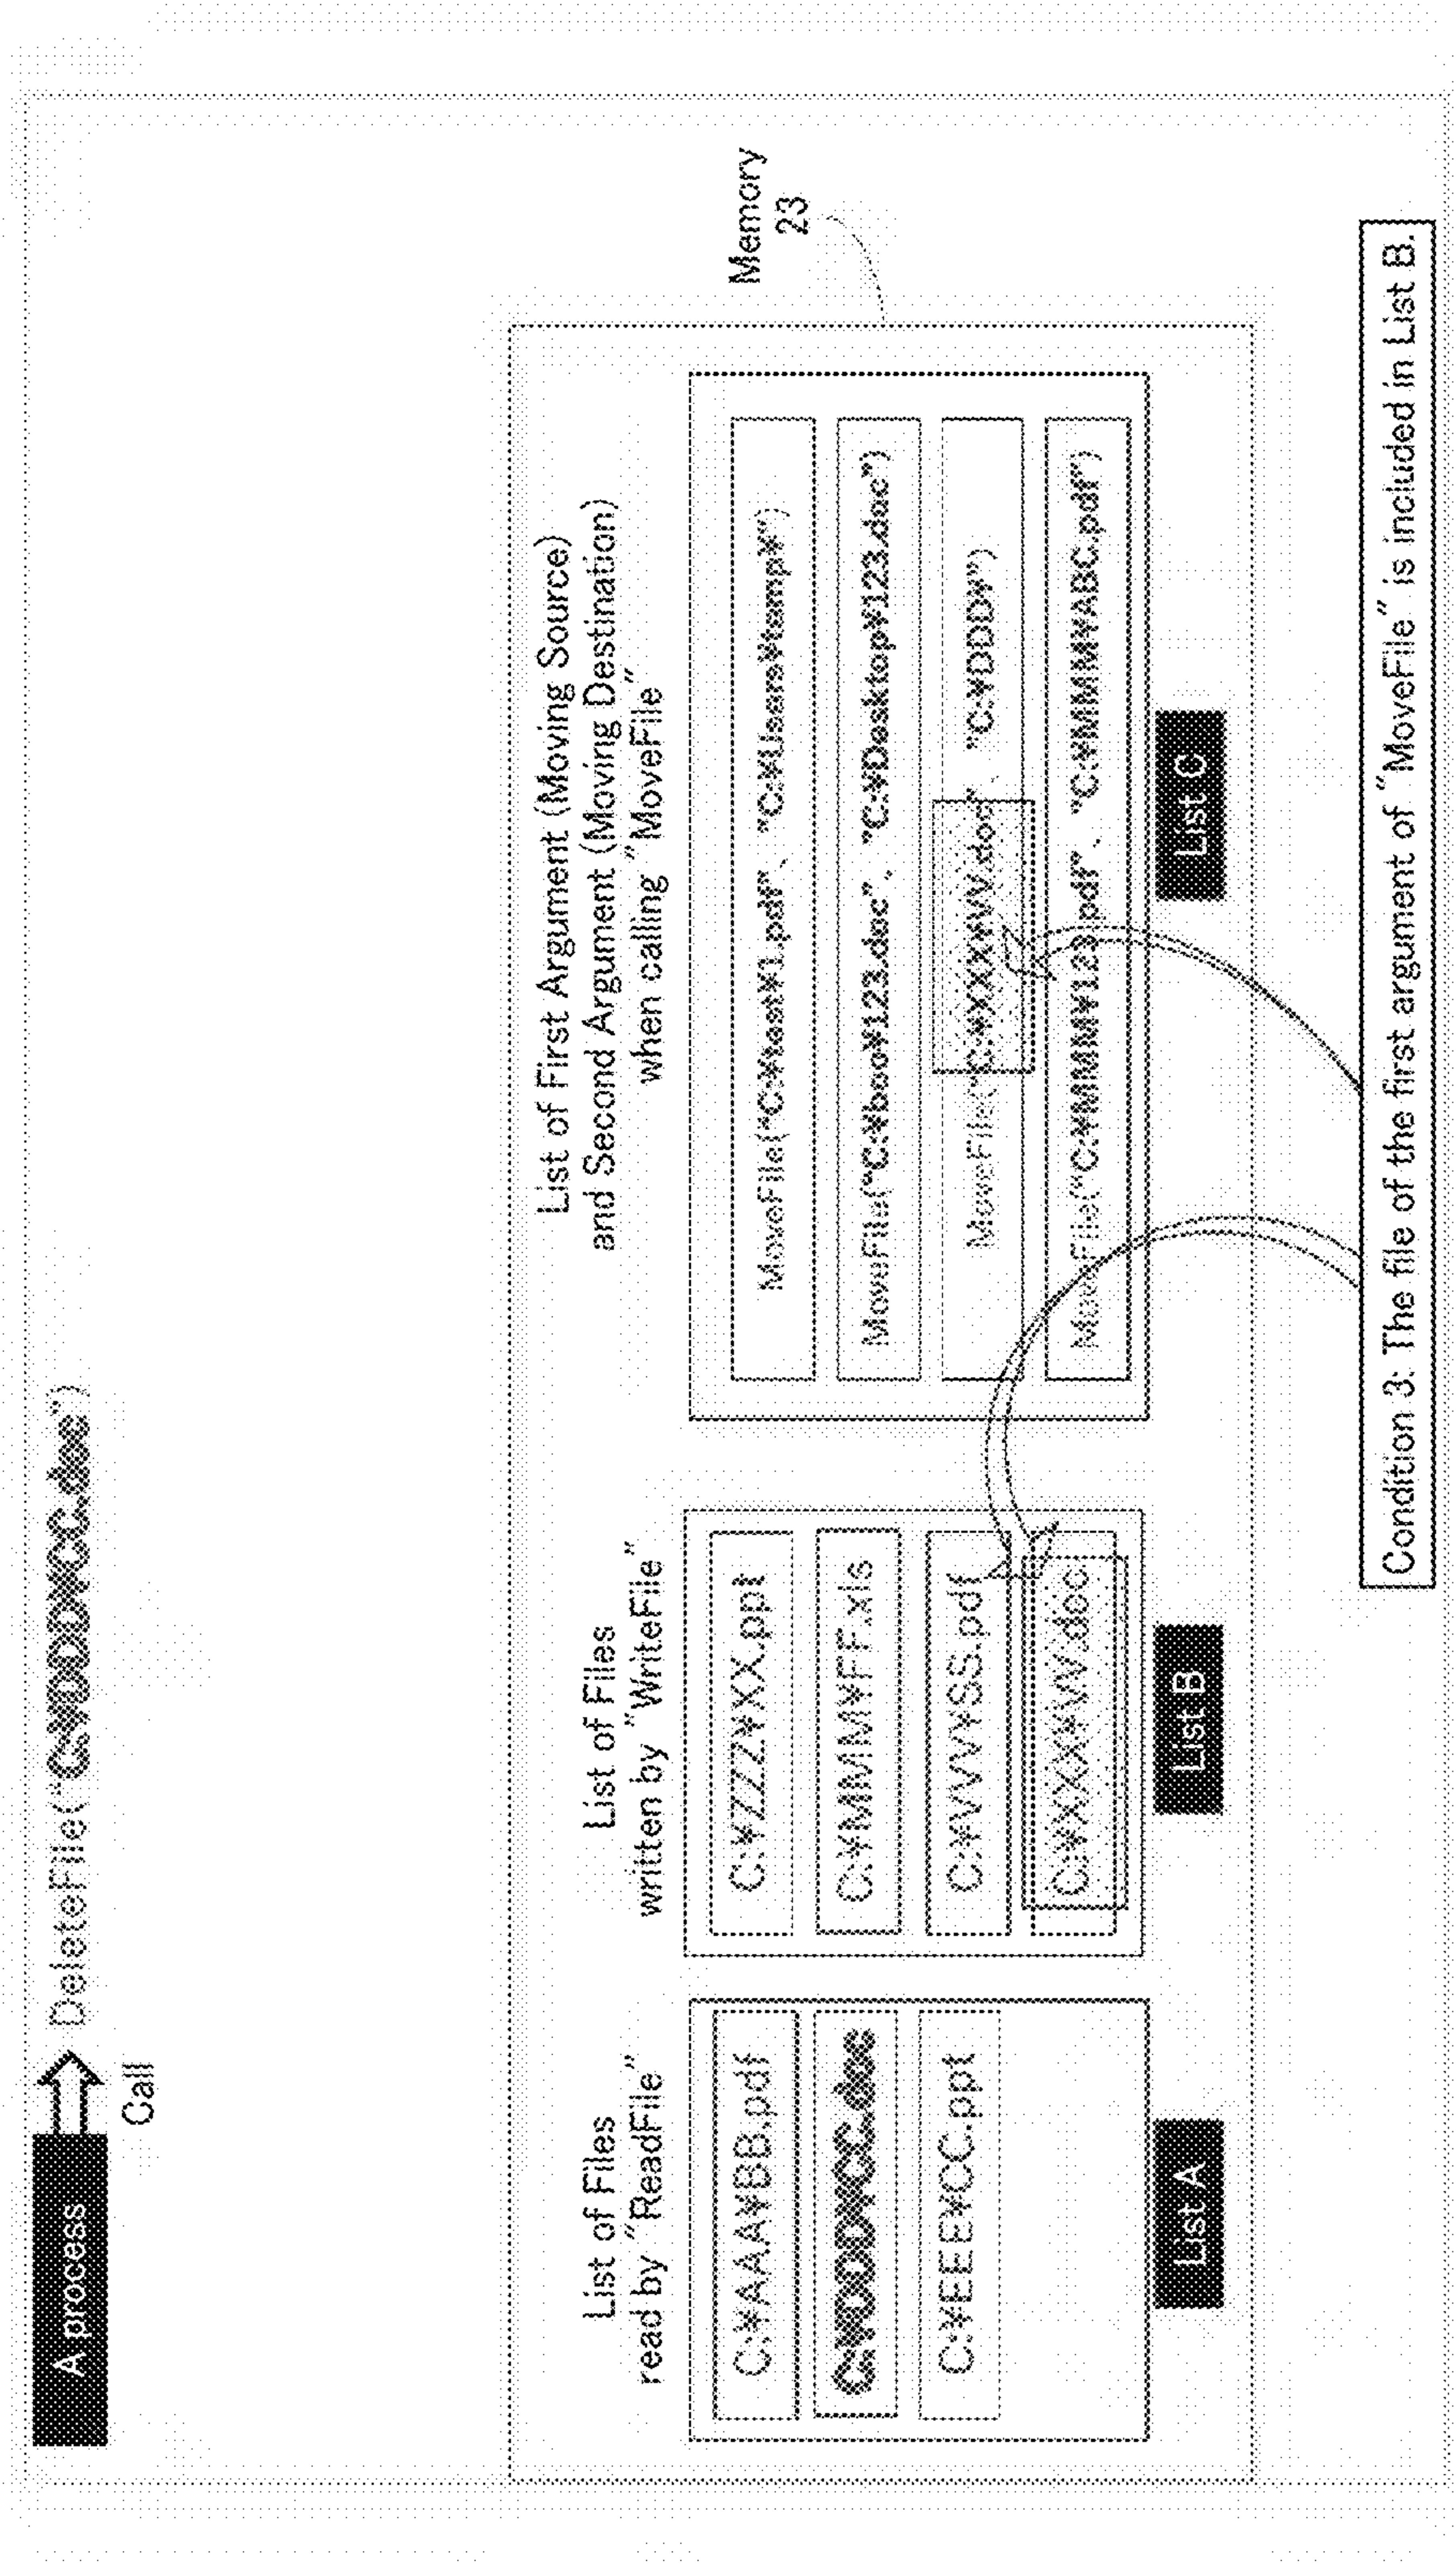 A process
DeleteFile("C:¥DDD¥CC.doc")
Call
Memory
23
List of Files
read by "ReadFile"
C:¥AAA¥BB.pdf
C:¥DDD¥CC.doc
C:¥EEE¥CC.ppt
List A
List of Files
written by "WriteFile"
C:¥ZZZ¥XX.ppt
C:¥MMM¥FF.xls
C:¥VVV¥SS.pdf
C:¥XXX¥VV.doc
List B
List of First Argument (Moving Source)
and Second Argument (Moving Destination)
when calling "MoveFile"
MoveFile("C:¥test¥1.pdf"、 "C:¥Users¥temp¥")
MoveFile("C:¥boo¥123.doc"、 "C:¥Desktop¥123.doc")
MoveFile("C:¥XXX¥VV.doc"、 "C:¥DDD¥")
MoveFile("C:¥MMM¥123.pdf"、 "C:¥MMM¥ABC.pdf")
List C
Condition 3: The file of the first argument of "MoveFile" is included in List B.